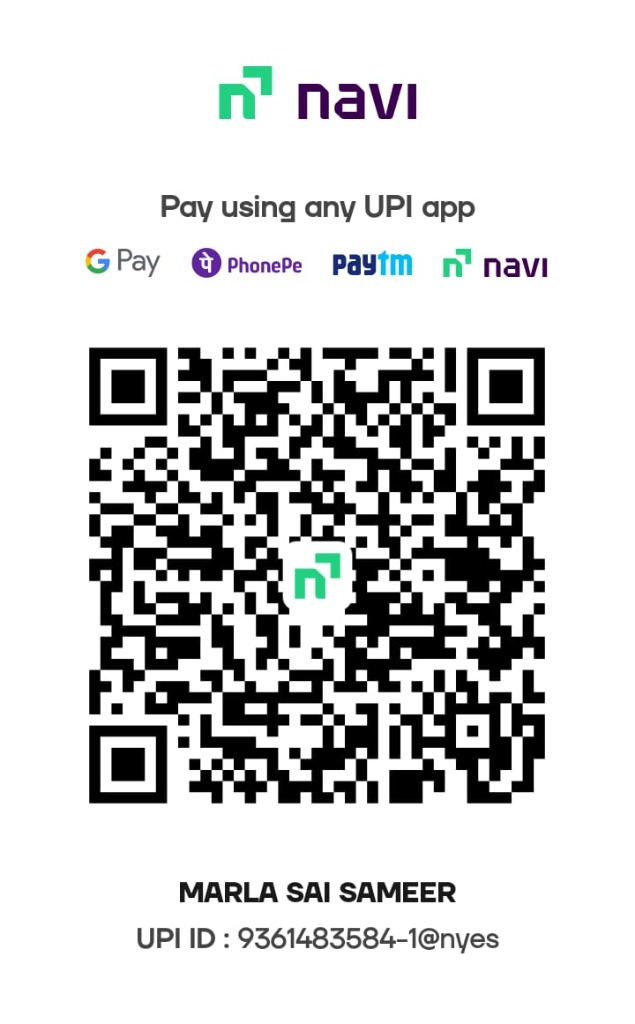 navi
Pay using any UPI app
G Pay पे PhonePe paytm navi
MARLA SAI SAMEER
UPI ID : 9361483584-1@nyes